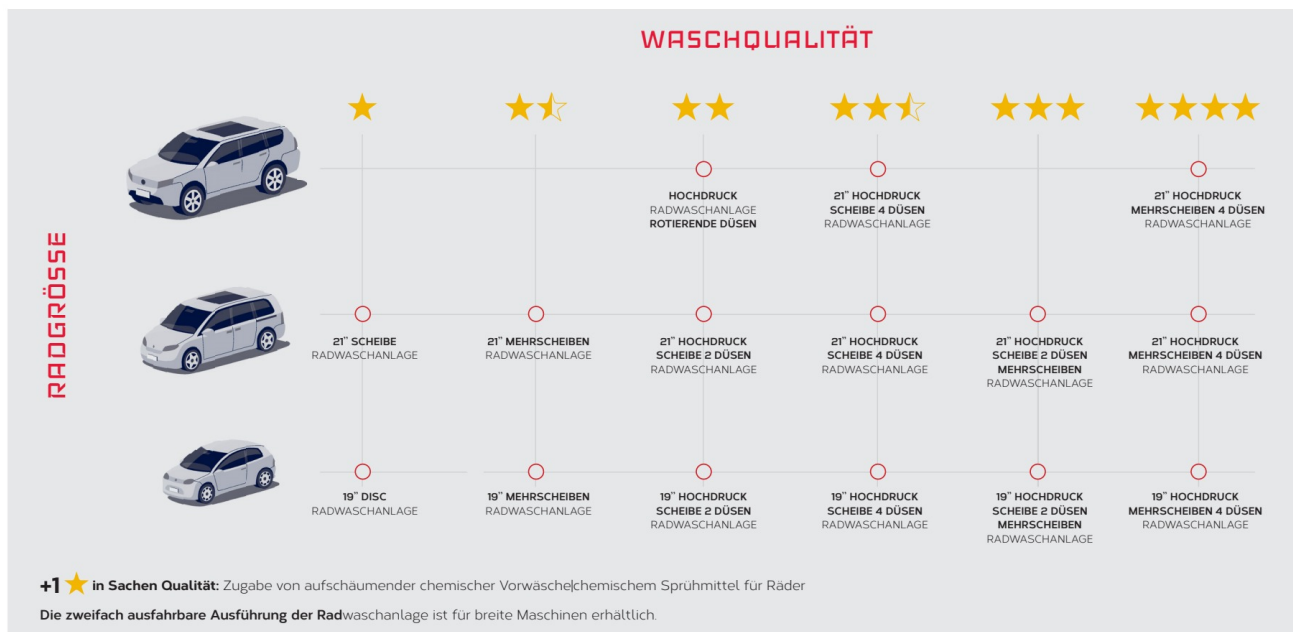 WASCHQUALITÄT
RADGRÖSSE
HOCHDRUCK
RADWASCHANLAGE
ROTIERENDE DÜSEN
21" HOCHDRUCK
SCHEIBE 4 DÜSEN
RADWASCHANLAGE
21" HOCHDRUCK
MEHRSCHEIBEN 4 DÜSEN
RADWASCHANLAGE
21" SCHEIBE
RADWASCHANLAGE
21" MEHRSCHEIBEN
RADWASCHANLAGE
21" HOCHDRUCK
SCHEIBE 2 DÜSEN
RADWASCHANLAGE
21" HOCHDRUCK
SCHEIBE 4 DÜSEN
RADWASCHANLAGE
21" HOCHDRUCK
SCHEIBE 2 DÜSEN
MEHRSCHEIBEN
RADWASCHANLAGE
21" HOCHDRUCK
MEHRSCHEIBEN 4 DÜSEN
RADWASCHANLAGE
19" DISC
RADWASCHANLAGE
19" MEHRSCHEIBEN
RADWASCHANLAGE
19" HOCHDRUCK
SCHEIBE 2 DÜSEN
RADWASCHANLAGE
19" HOCHDRUCK
SCHEIBE 4 DÜSEN
RADWASCHANLAGE
19" HOCHDRUCK
SCHEIBE 2 DÜSEN
MEHRSCHEIBEN
RADWASCHANLAGE
19" HOCHDRUCK
MEHRSCHEIBEN 4 DÜSEN
RADWASCHANLAGE
+1 ★ in Sachen Qualität: Zugabe von aufschäumender chemischer Vorwäsche|chemischem Sprühmittel für Räder
Die zweifach ausfahrbare Ausführung der Radwaschanlage ist für breite Maschinen erhältlich.